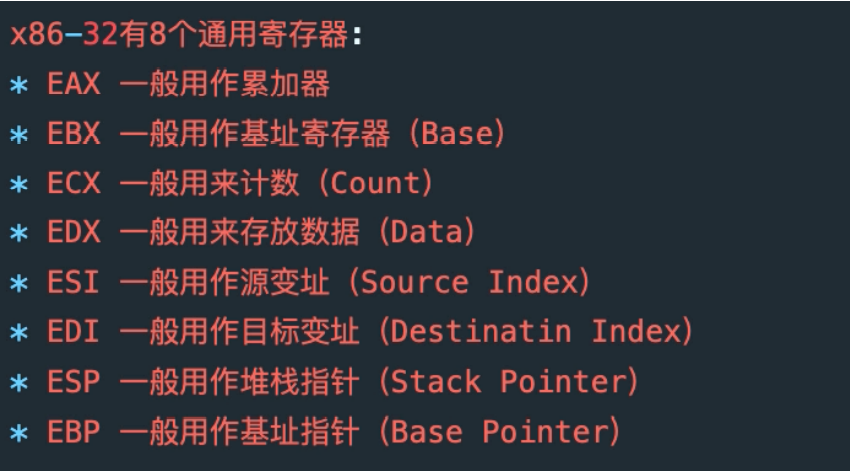 x86-32有8个通用寄存器:
* EAX 一般用作累加器
* EBX 一般用作基址寄存器（Base）
* ECX 一般用来计数（Count）
* EDX 一般用来存放数据（Data）
* ESI 一般用作源变址（Source Index）
* EDI 一般用作目标变址（Destinatin Index）
* ESP 一般用作堆栈指针（Stack Pointer）
* EBP 一般用作基址指针（Base Pointer）